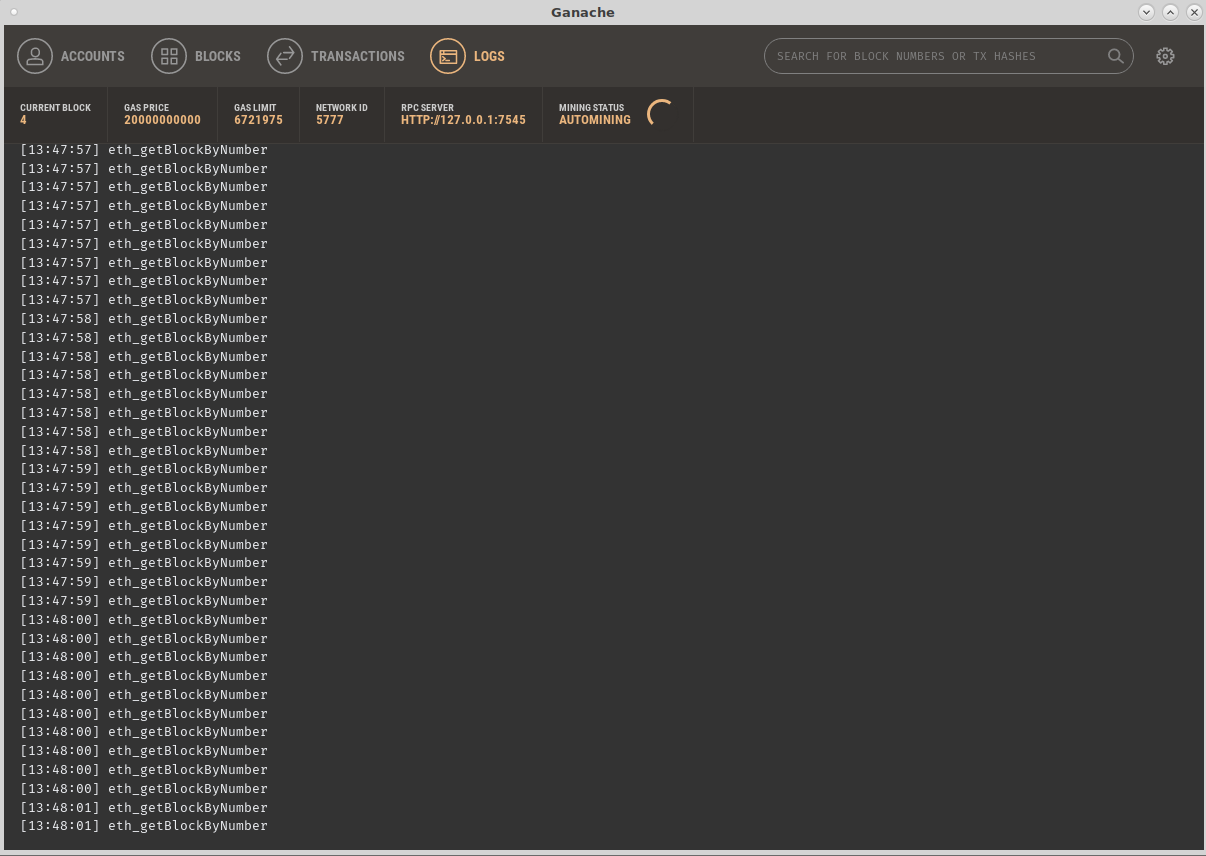 Ganache
ACCOUNTS BLOCKS TRANSACTIONS LOGS SEARCH FOR BLOCK NUMBERS OR TX HASHES
CURRENT BLOCK GAS PRICE GAS LIMIT NETWORK ID RPC SERVER MINING STATUS
4 20000000000 6721975 5777 HTTP://127.0.0.1:7545 AUTOMINING
[13:47:57] eth_getBlockByNumber
[13:47:57] eth_getBlockByNumber
[13:47:57] eth_getBlockByNumber
[13:47:57] eth_getBlockByNumber
[13:47:57] eth_getBlockByNumber
[13:47:57] eth_getBlockByNumber
[13:47:57] eth_getBlockByNumber
[13:47:57] eth_getBlockByNumber
[13:47:57] eth_getBlockByNumber
[13:47:58] eth_getBlockByNumber
[13:47:58] eth_getBlockByNumber
[13:47:58] eth_getBlockByNumber
[13:47:58] eth_getBlockByNumber
[13:47:58] eth_getBlockByNumber
[13:47:58] eth_getBlockByNumber
[13:47:58] eth_getBlockByNumber
[13:47:58] eth_getBlockByNumber
[13:47:59] eth_getBlockByNumber
[13:47:59] eth_getBlockByNumber
[13:47:59] eth_getBlockByNumber
[13:47:59] eth_getBlockByNumber
[13:47:59] eth_getBlockByNumber
[13:47:59] eth_getBlockByNumber
[13:47:59] eth_getBlockByNumber
[13:47:59] eth_getBlockByNumber
[13:48:00] eth_getBlockByNumber
[13:48:00] eth_getBlockByNumber
[13:48:00] eth_getBlockByNumber
[13:48:00] eth_getBlockByNumber
[13:48:00] eth_getBlockByNumber
[13:48:00] eth_getBlockByNumber
[13:48:00] eth_getBlockByNumber
[13:48:00] eth_getBlockByNumber
[13:48:00] eth_getBlockByNumber
[13:48:00] eth_getBlockByNumber
[13:48:01] eth_getBlockByNumber
[13:48:01] eth_getBlockByNumber